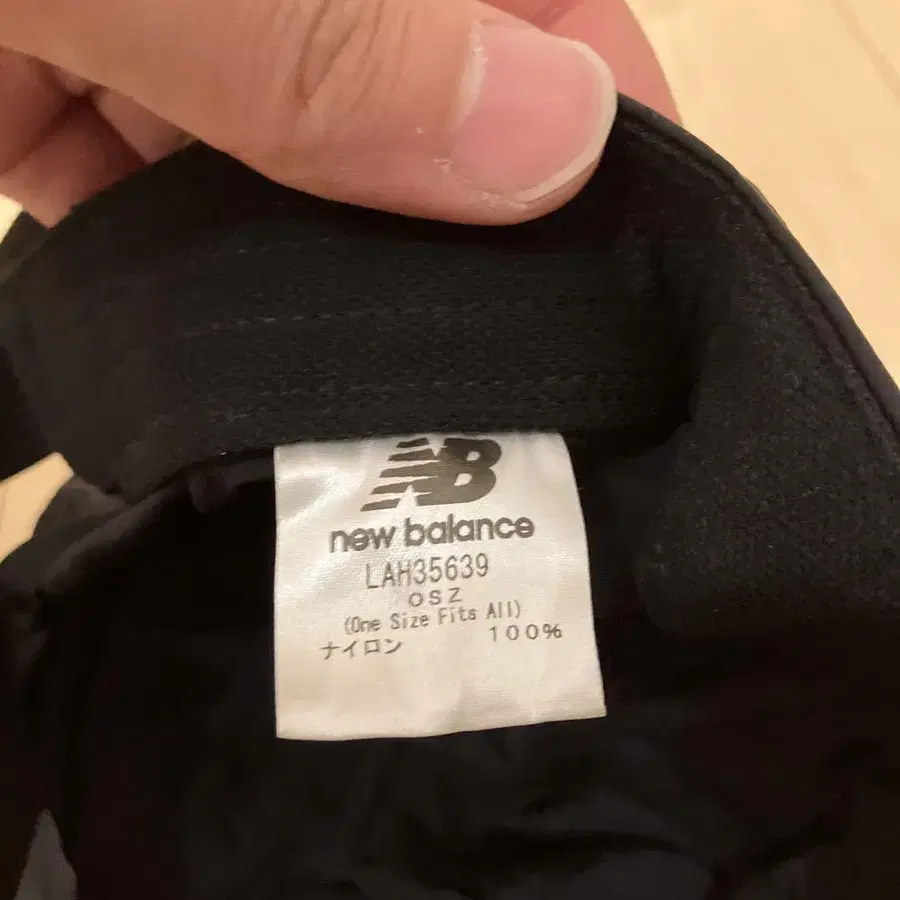 NB
new balance
LAH35639
OSZ
(One Size Fits All)
ナイロン 100%